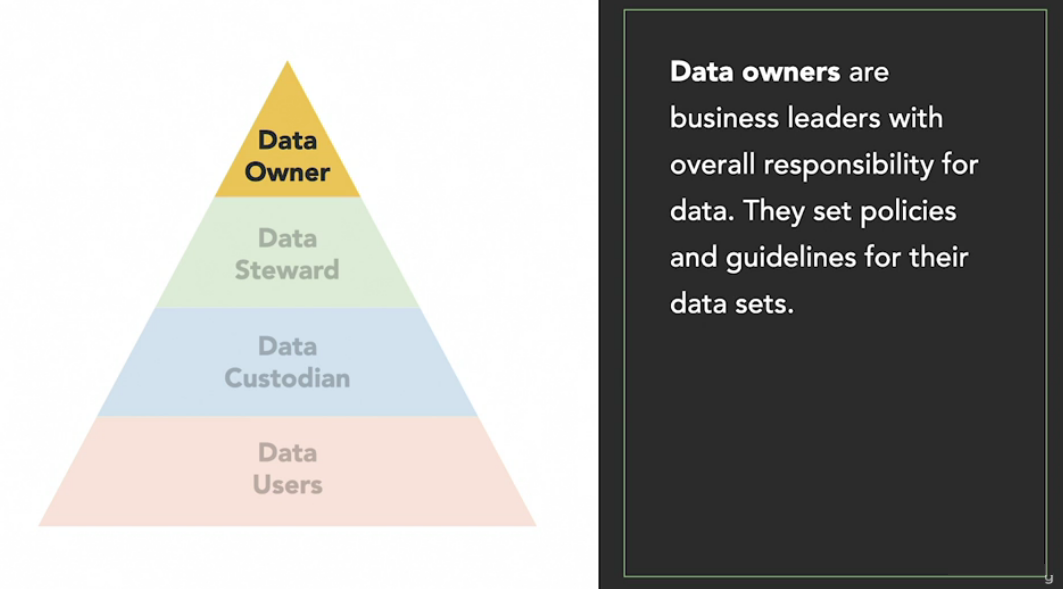 Data
Owner
Data
Steward
Data
Custodian
Data
Users
Data owners are
business leaders with
overall responsibility for
data. They set policies
and guidelines for their
data sets.